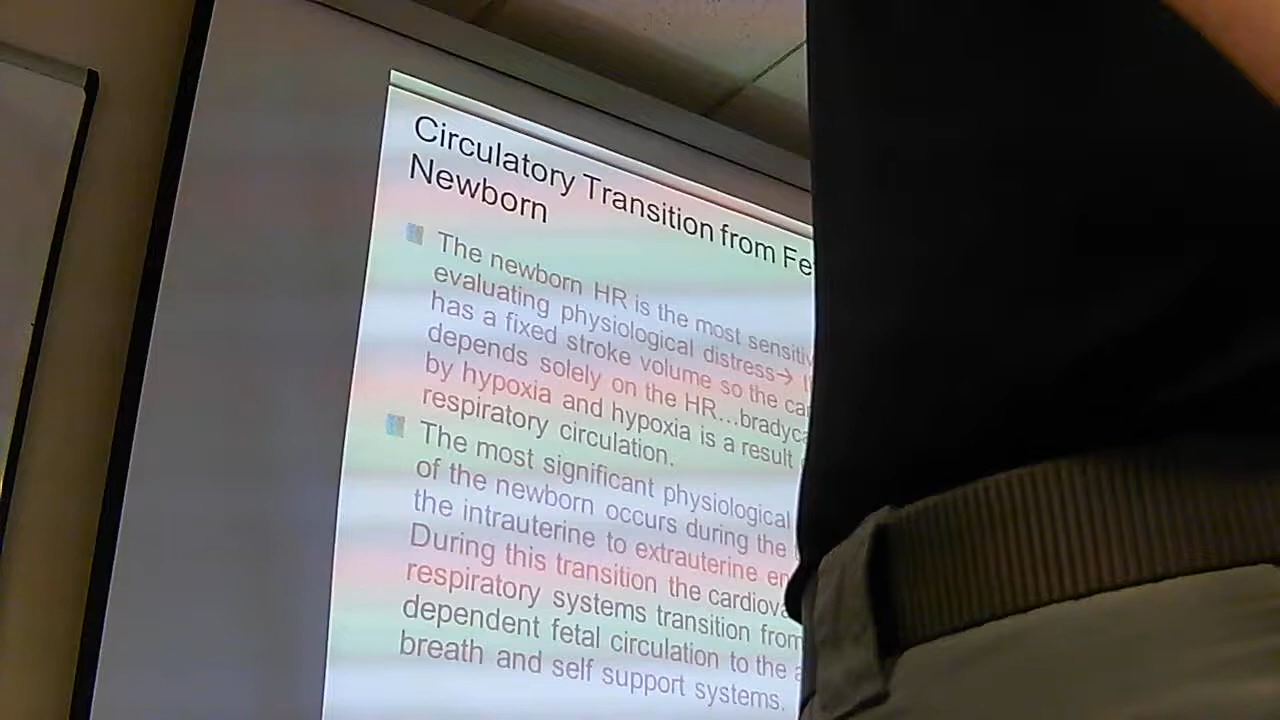 Circulatory Transition from Fe
Newborn
The newborn HR is the most sensitiv
evaluating physiological distress→
has a fixed stroke volume so the ca
depends solely on the HR...bradyca
by hypoxia and hypoxia is a result
respiratory circulation.
The most significant physiological
of the newborn occurs during the
the intrauterine to extrauterine en
During this transition the cardiova
respiratory systems transition from
dependent fetal circulation to the a
breath and self support systems.